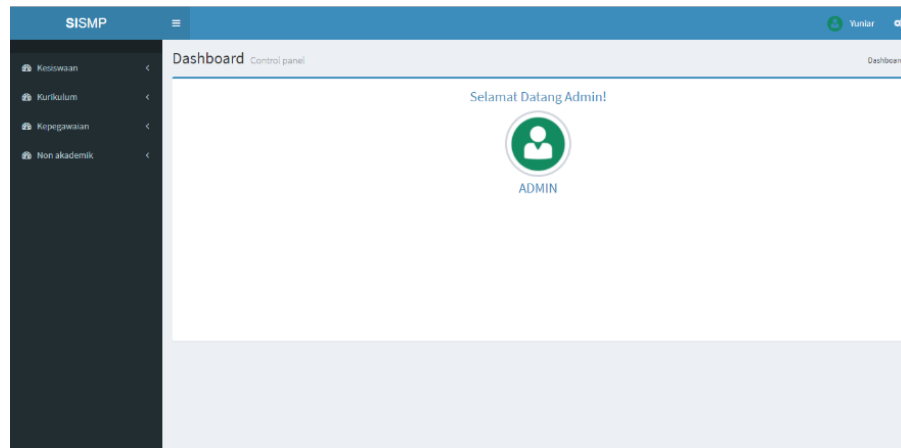 SISMP
Yuniar
Dashboard Control panel
Kesiswaan
Kurikulum
Kepegawaian
Non akademik
Selamat Datang Admin!
ADMIN